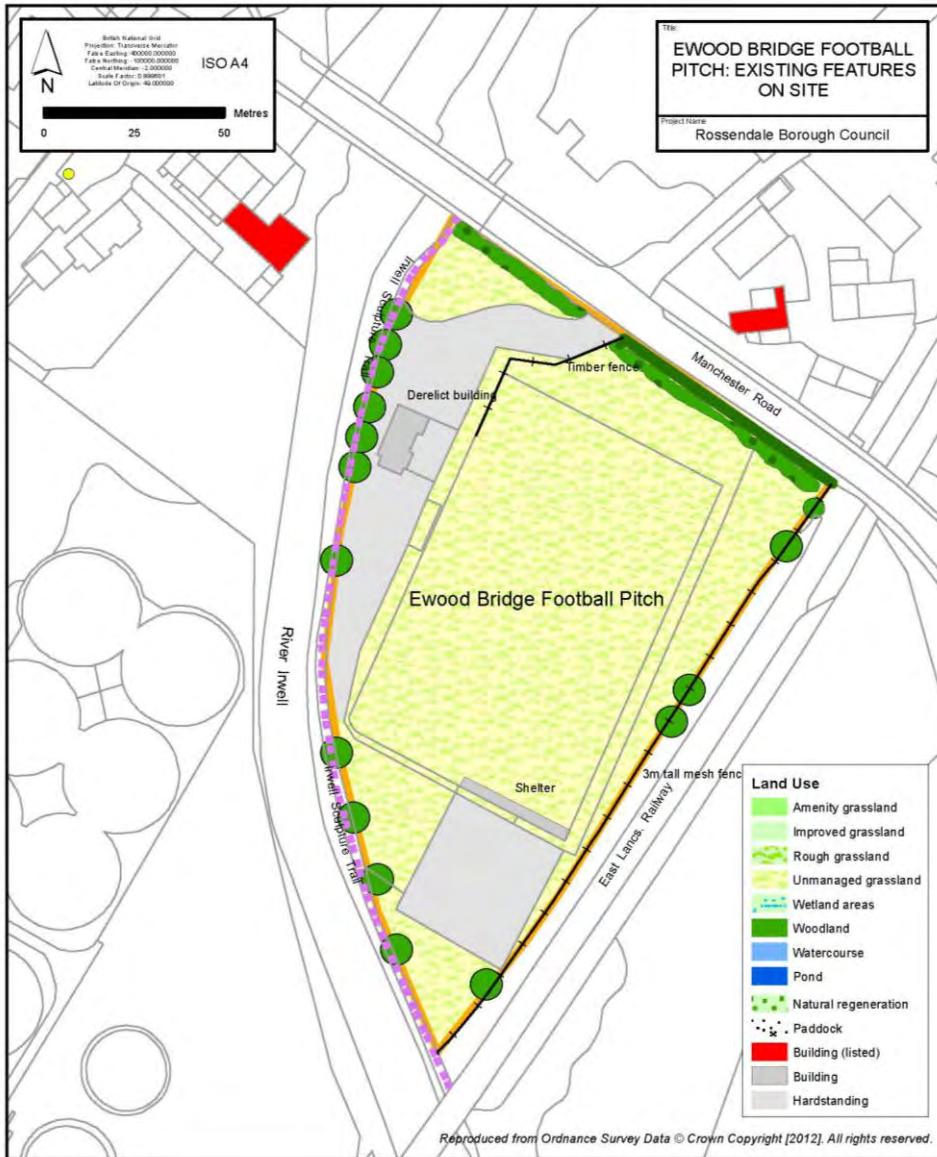 British National Grid
Projection: Transverse Mercator
False Easting: 400000.000000
False Northing: -100000.000000
Central Meridian: -2.000000
Scale Factor: 0.999601
Latitude Of Origin: 49.000000
ISO A4
N
Metres
0 25 50
Title:
EWOOD BRIDGE FOOTBALL
PITCH: EXISTING FEATURES
ON SITE
Project Name
Rossendale Borough Council
Irwell Sculpture Trail
Manchester Road
Timber fence
Derelict building
Ewood Bridge Football Pitch
River Irwell
Irwell Sculpture Trail
Shelter
3m tall mesh fenc
East Lancs. Railway
Land Use
Amenity grassland
Improved grassland
Rough grassland
Unmanaged grassland
Wetland areas
Woodland
Watercourse
Pond
Natural regeneration
Paddock
Building (listed)
Building
Hardstanding
Reproduced from Ordnance Survey Data © Crown Copyright [2012]. All rights reserved.